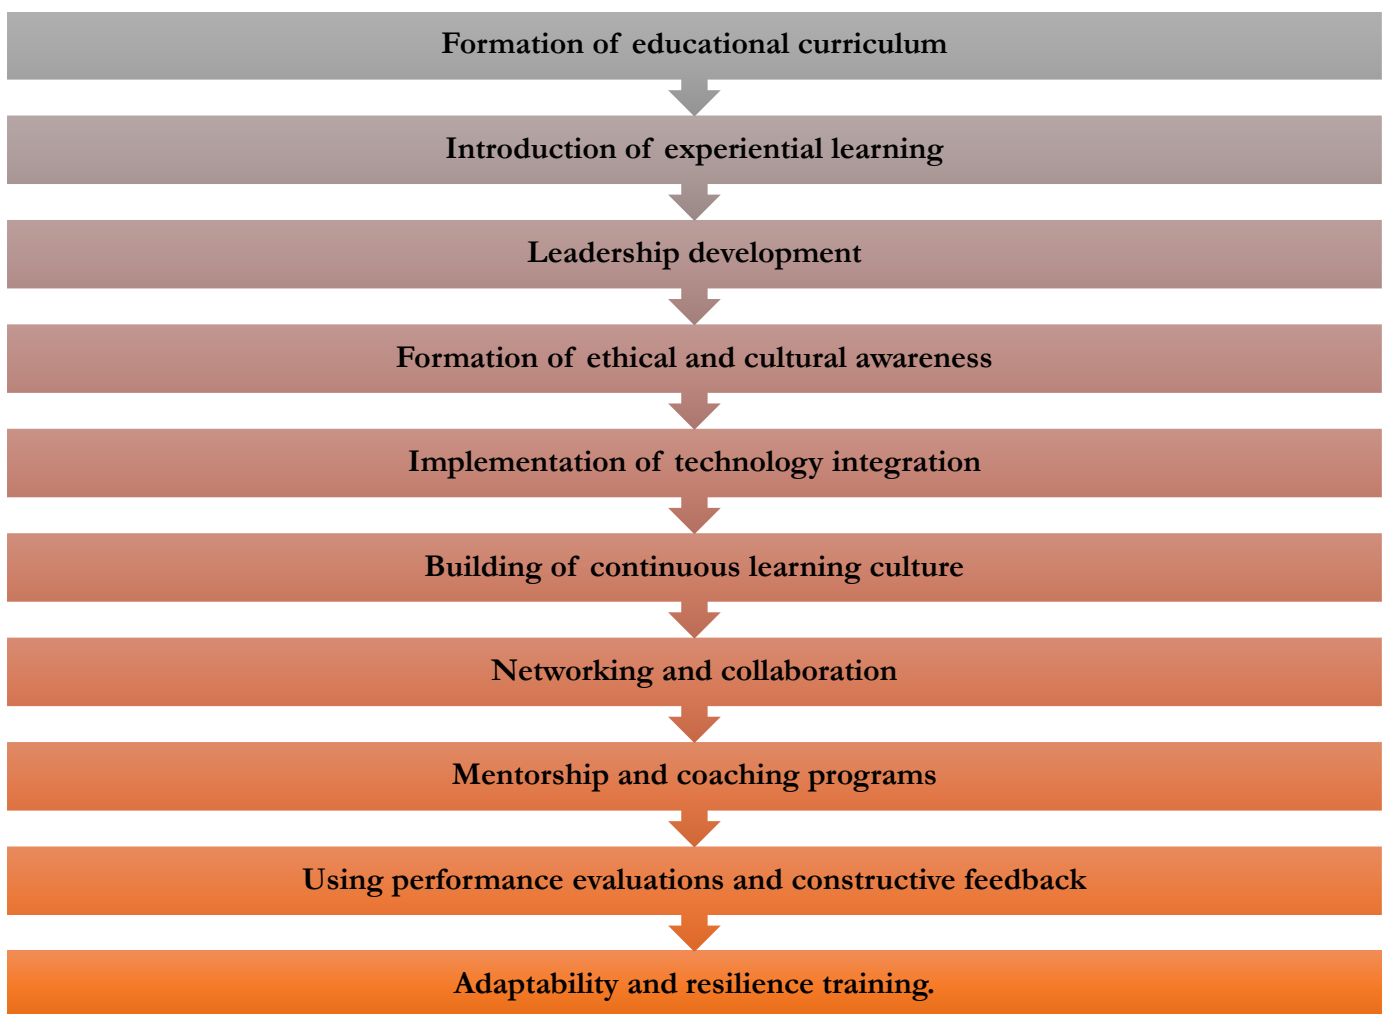 Formation of educational curriculum
Introduction of experiential learning
Leadership development
Formation of ethical and cultural awareness
Implementation of technology integration
Building of continuous learning culture
Networking and collaboration
Mentorship and coaching programs
Using performance evaluations and constructive feedback
Adaptability and resilience training.